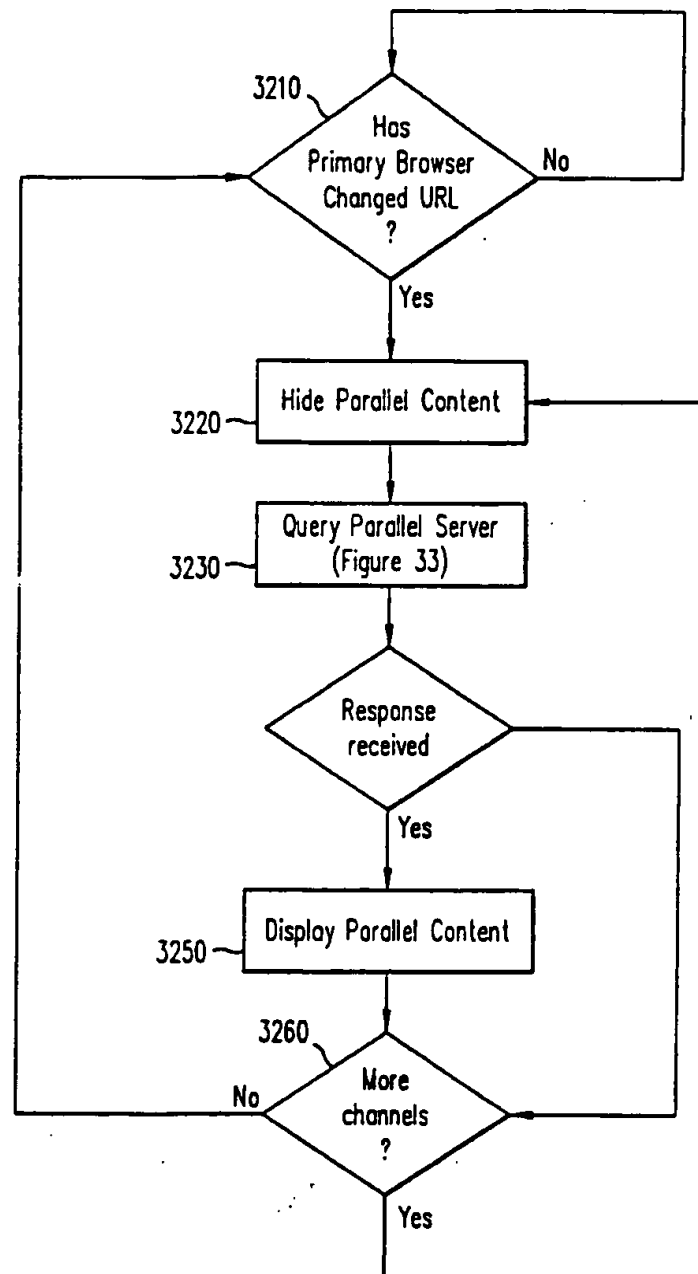 3210
Has
Primary Browser
Changed URL
?
No
Yes
Hide Parallel Content
3220
Query Parallel Server
(Figure 33)
3230
Response
received
Yes
Display Parallel Content
3250
3260
More
channels
?
No
Yes